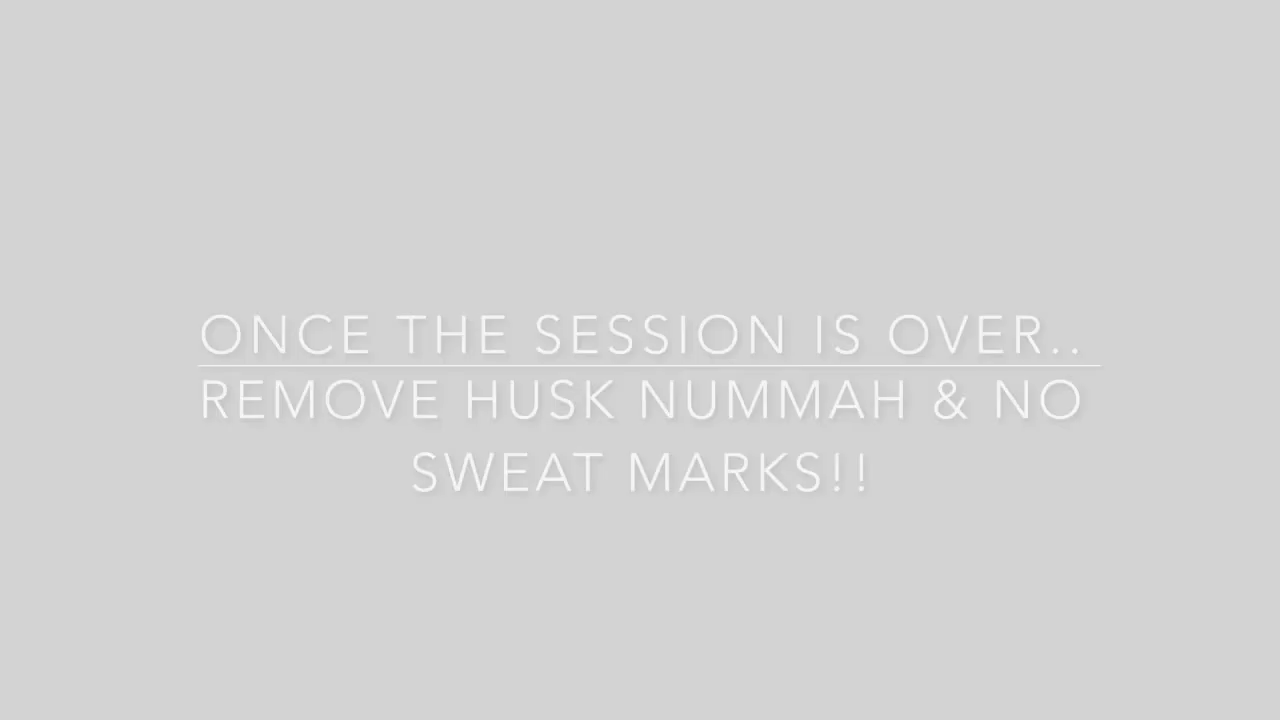 ONCE THE SESSION IS OVER..
REMOVE HUSK NUMMAH & NO
SWEAT MARKS!!